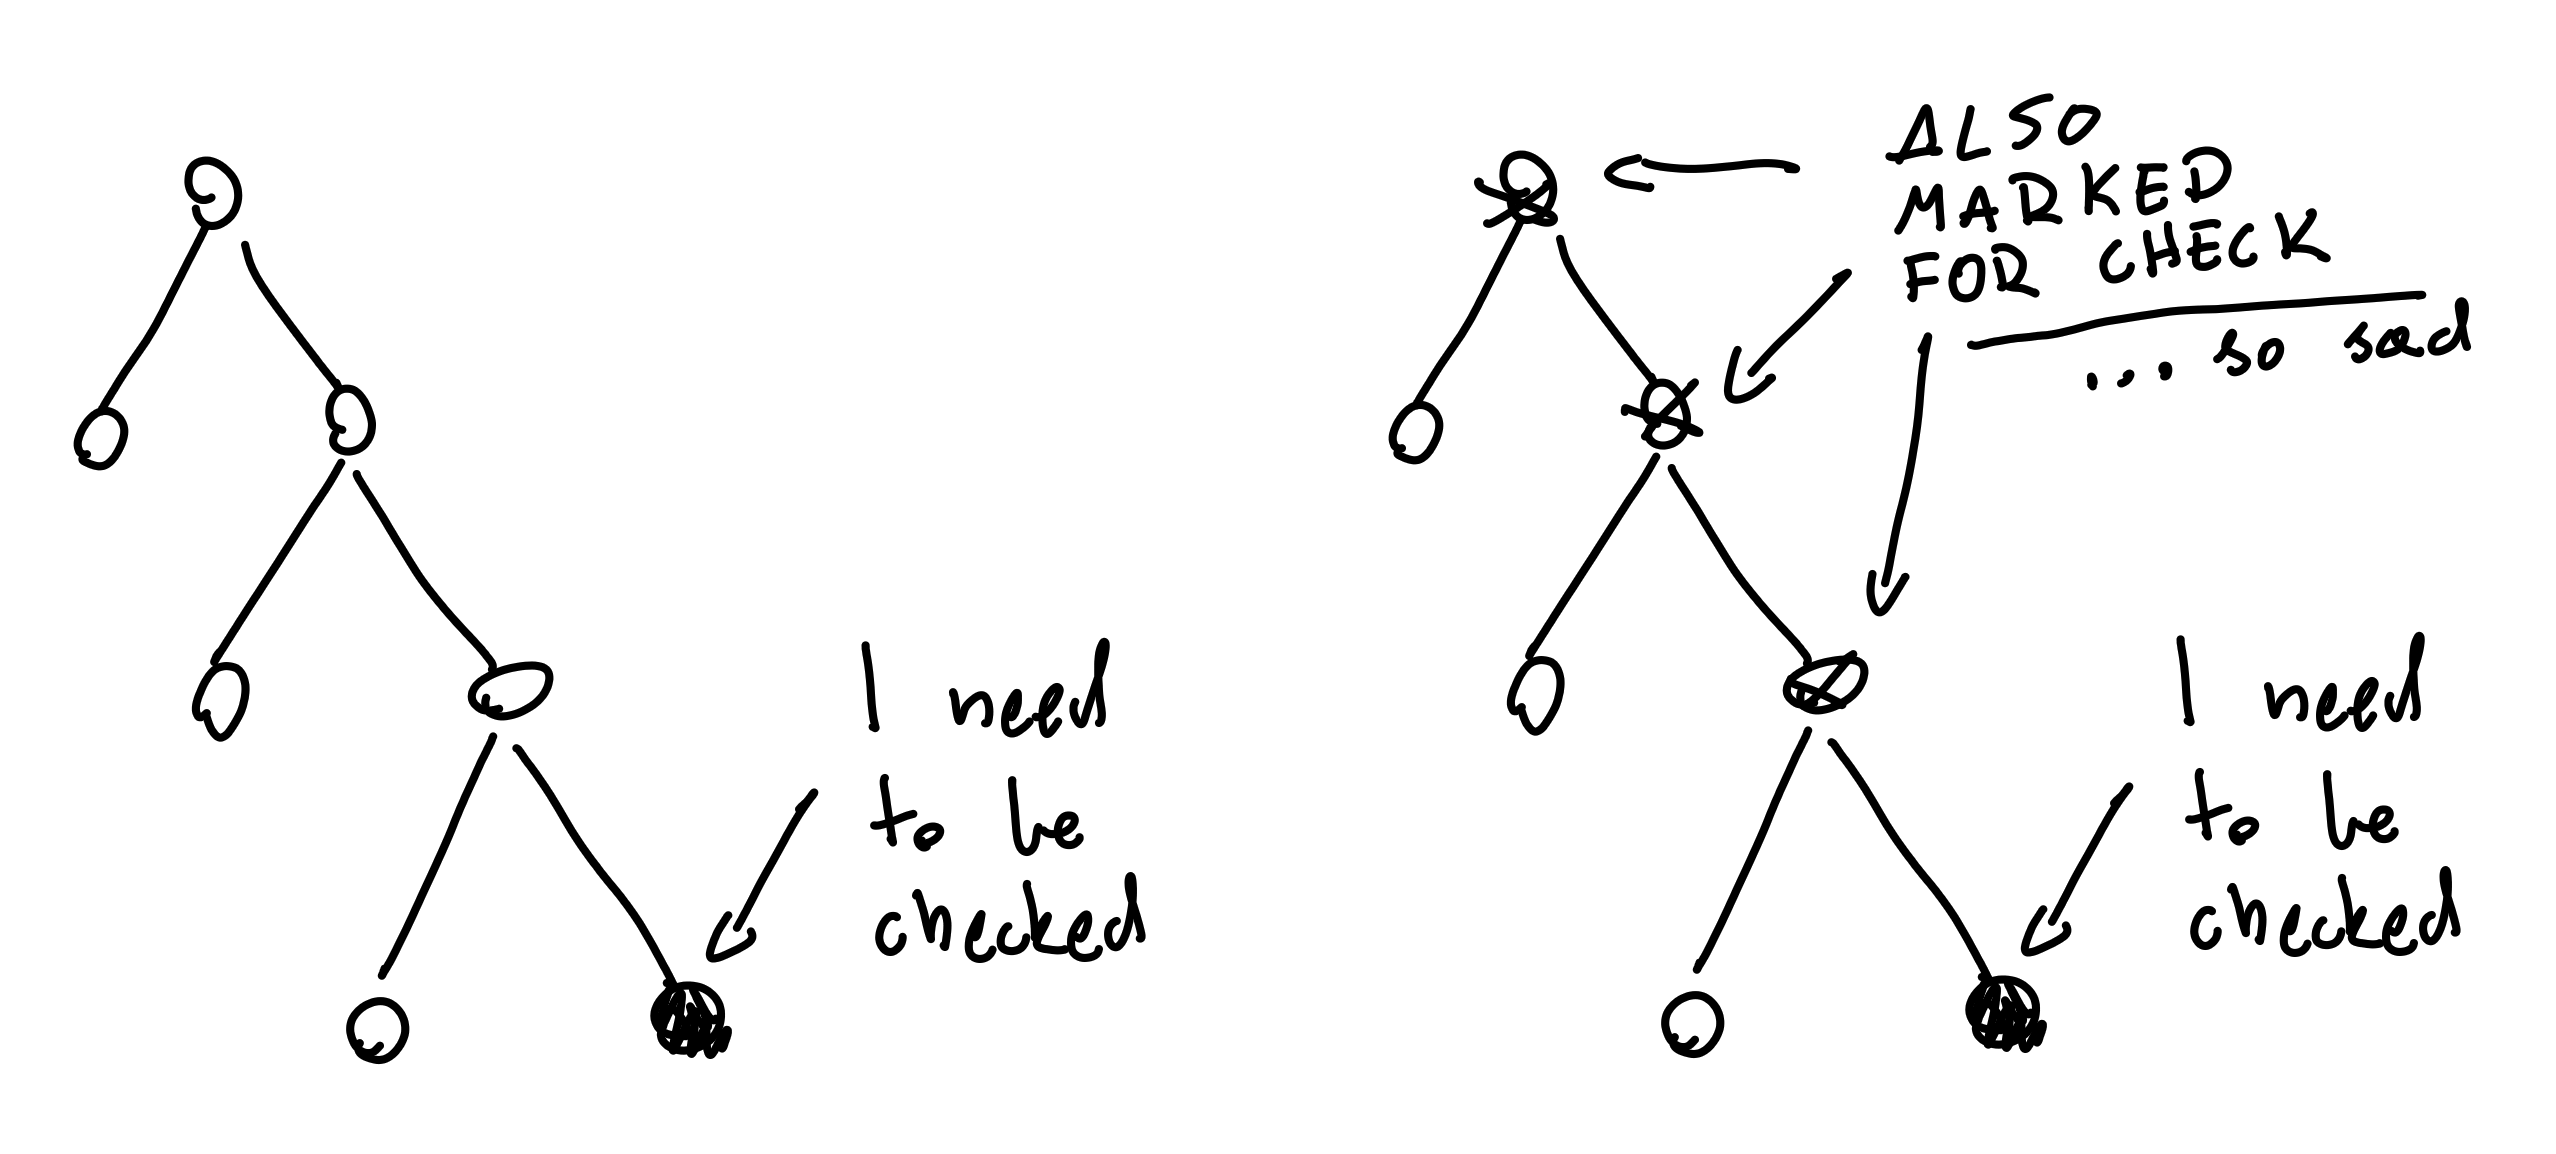 I need
to be
checked
ALSO
MARKED
FOR CHECK
... so sad
I need
to be
checked